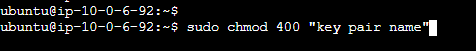 ubuntu@ip-10-0-6-92:~$
ubuntu@ip-10-0-6-92:~$ sudo chmod 400 "key pair name"